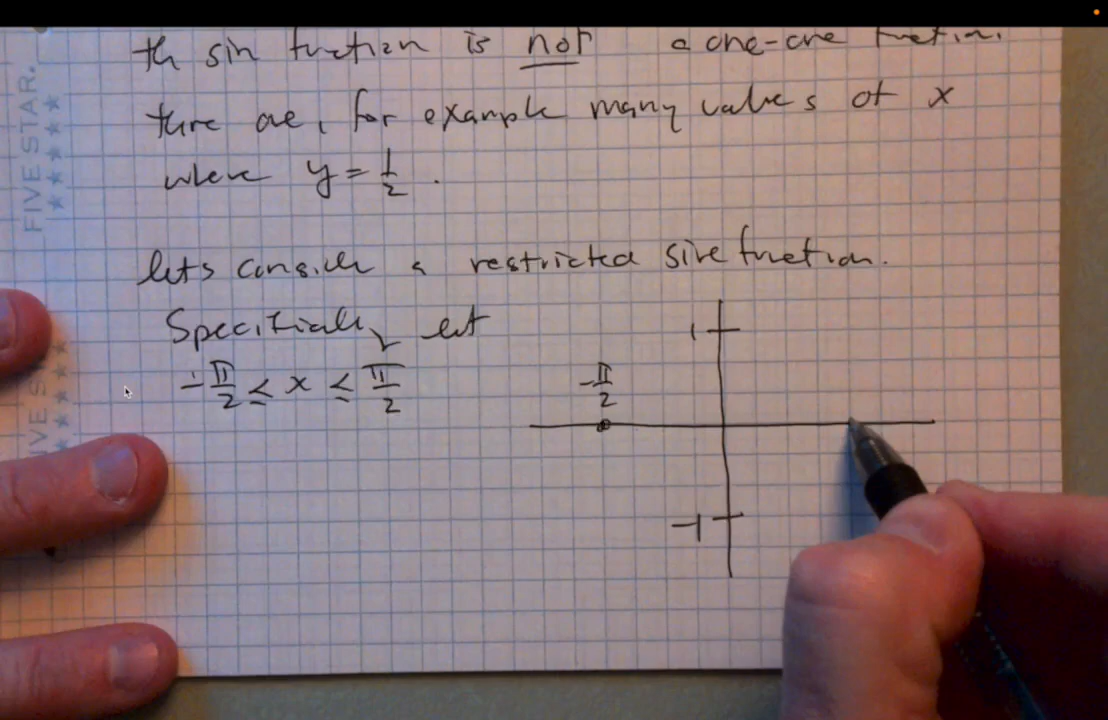 the sin function is not a one-one function.
there are, for example many values of x
where y = 1/2 .
lets consider a restricted sine function.
Specifically let
-π/2 ≤ x ≤ π/2
1
-π/2
-1
FIVE STAR.
FIVE S